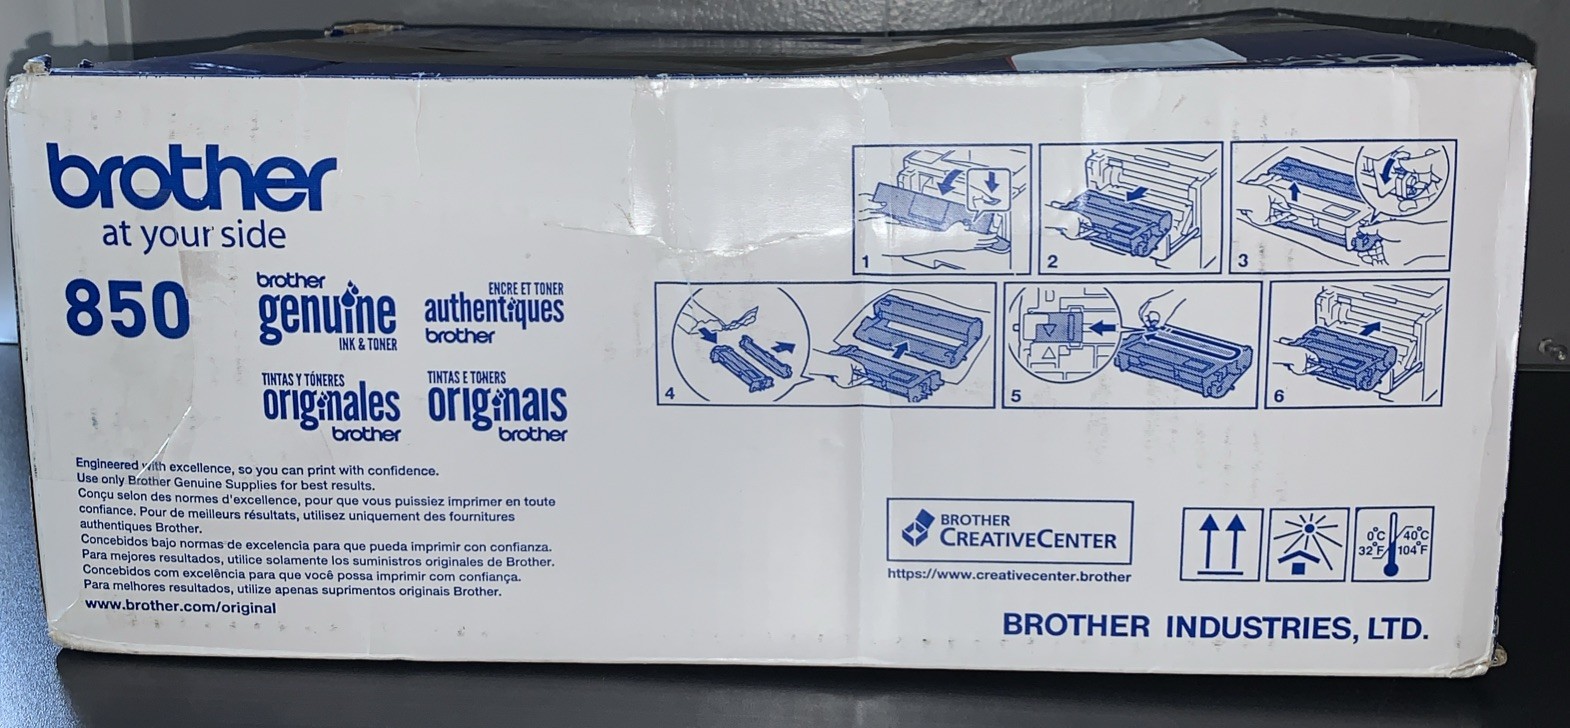 brother
at your side
850
brother
genuine
INK & TONER
ENCRE ET TONER
authentiques
brother
TINTAS Y TÓNERES
originales
brother
TINTAS E TONERS
originais
brother
Engineered with excellence, so you can print with confidence.
Use only Brother Genuine Supplies for best results.
Conçu selon des normes d'excellence, pour que vous puissiez imprimer en toute
confiance. Pour de meilleurs résultats, utilisez uniquement des fournitures
authentiques Brother.
Concebidos bajo normas de excelencia para que pueda imprimir con confianza.
Para mejores resultados, utilice solamente los suministros originales de Brother.
Concebidos com excelência para que você possa imprimir com confiança.
Para melhores resultados, utilize apenas suprimentos originais Brother.
www.brother.com/original
1
2
3
4
5
6
BROTHER
CREATIVECENTER
https://www.creativecenter.brother
0°C
32°F
40°C
104°F
BROTHER INDUSTRIES, LTD.